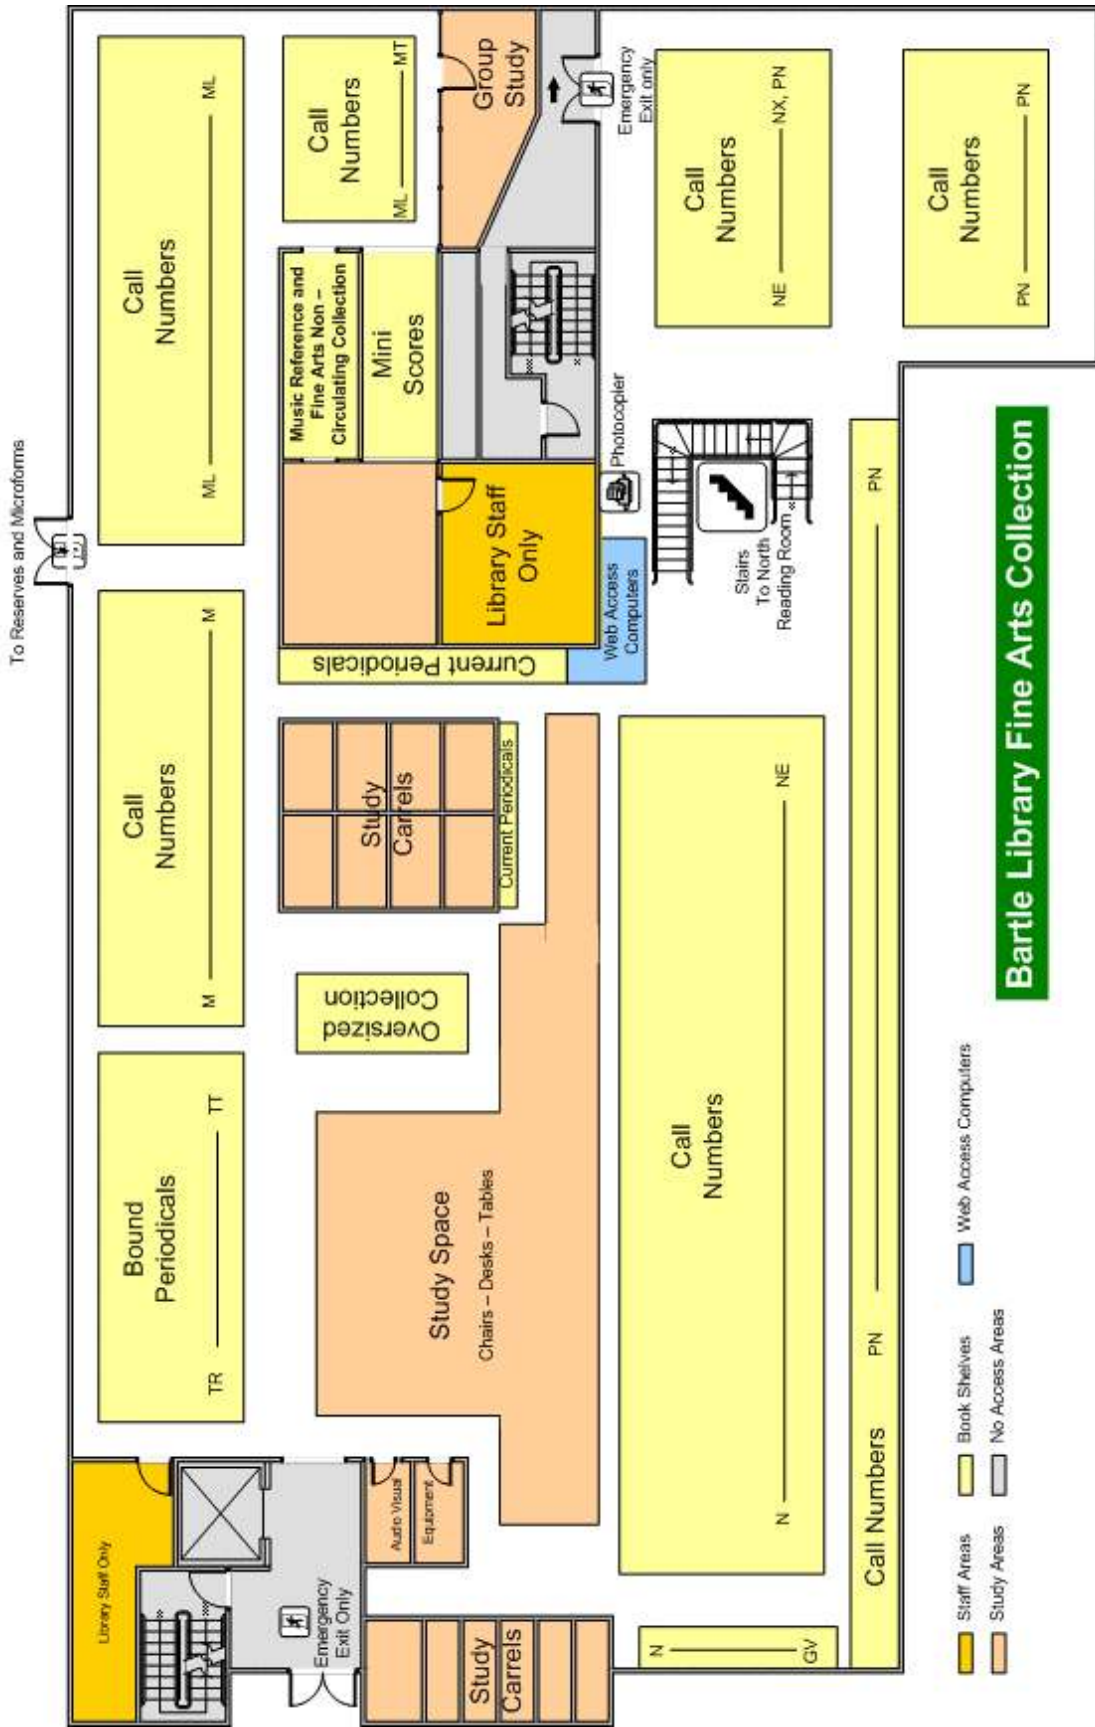 To Reserves and Microforms
Library Staff Only
Bound
Periodicals
TR
TT
Call
Numbers
M
M
Call
Numbers
ML
ML
Call
Numbers
ML
MT
Emergency
Exit Only
Audio Visual
Equipment
Study Space
Chairs – Desks – Tables
Oversized
Collection
Study
Carrels
Current Periodicals
Current Periodicals
Library Staff
Only
Web Access
Computers
Music Reference and
Fine Arts Non –
Circulating Collection
Mini
Scores
Group
Study
Emergency
Exit only
Photocopier
Stairs
To North
Reading Room
Study
Carrels
N
GV
Call
Numbers
N
NE
Call
Numbers
NE
NX, PN
Call Numbers
PN
PN
Call
Numbers
PN
PN
Staff Areas
Book Shelves
Web Access Computers
Study Areas
No Access Areas
Bartle Library Fine Arts Collection